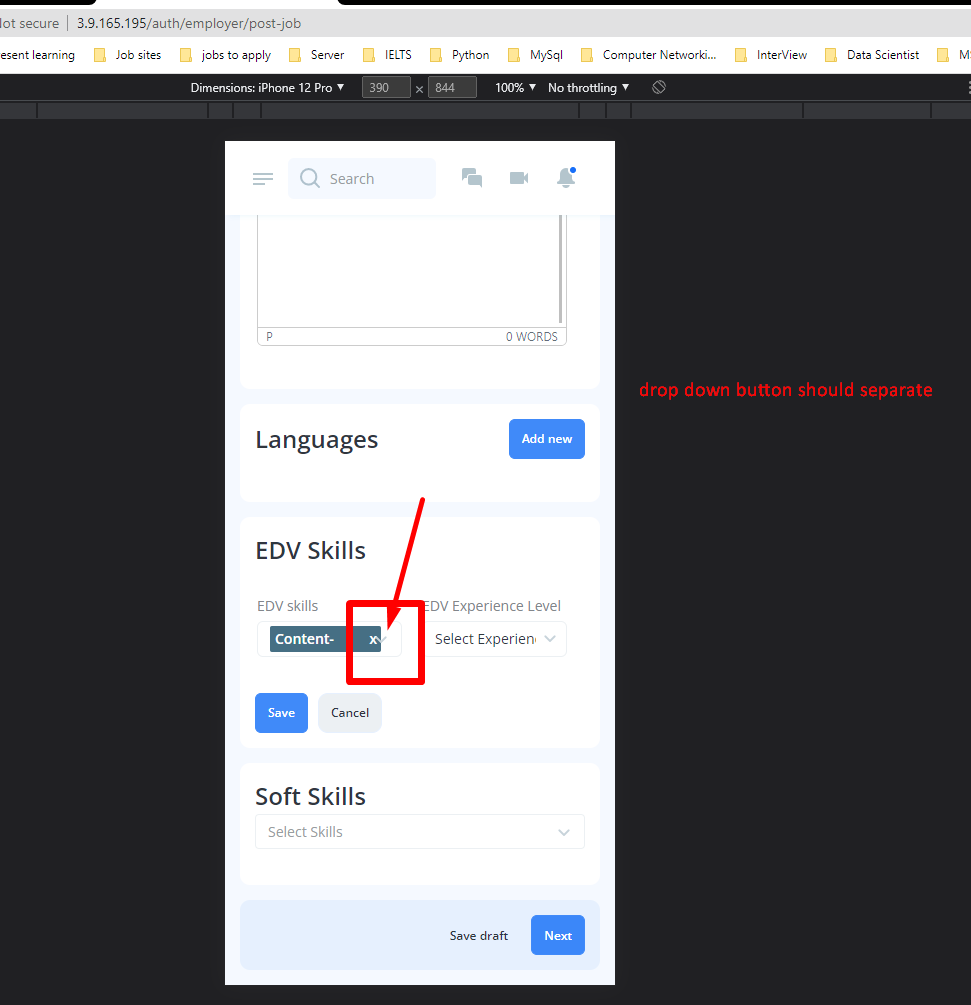 Not secure | 3.9.165.195/auth/employer/post-job
esent learning Job sites jobs to apply Server IELTS Python MySql Computer Networki... InterView Data Scientist
Dimensions: iPhone 12 Pro ▼ 390 × 844 100% ▼ No throttling ▼
Search
P 0 WORDS
drop down button should separate
Languages Add new
EDV Skills
EDV skills EDV Experience Level
Content- x Select Experien
Save Cancel
Soft Skills
Select Skills
Save draft Next